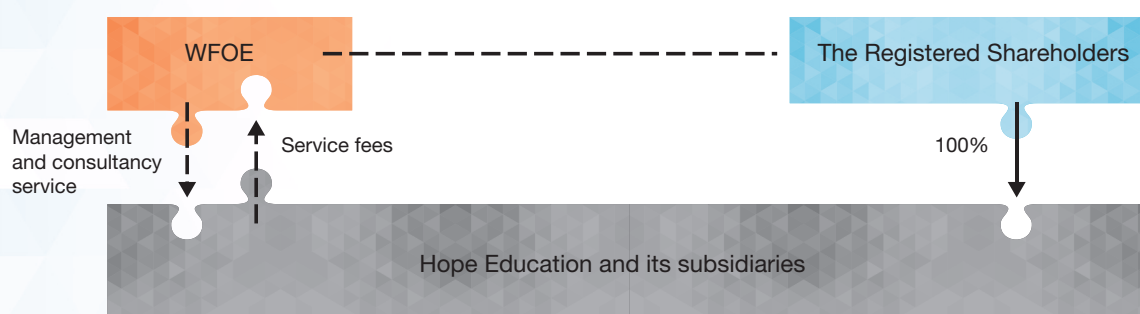 WFOE
The Registered Shareholders
Management
and consultancy
service
Service fees
100%
Hope Education and its subsidiaries